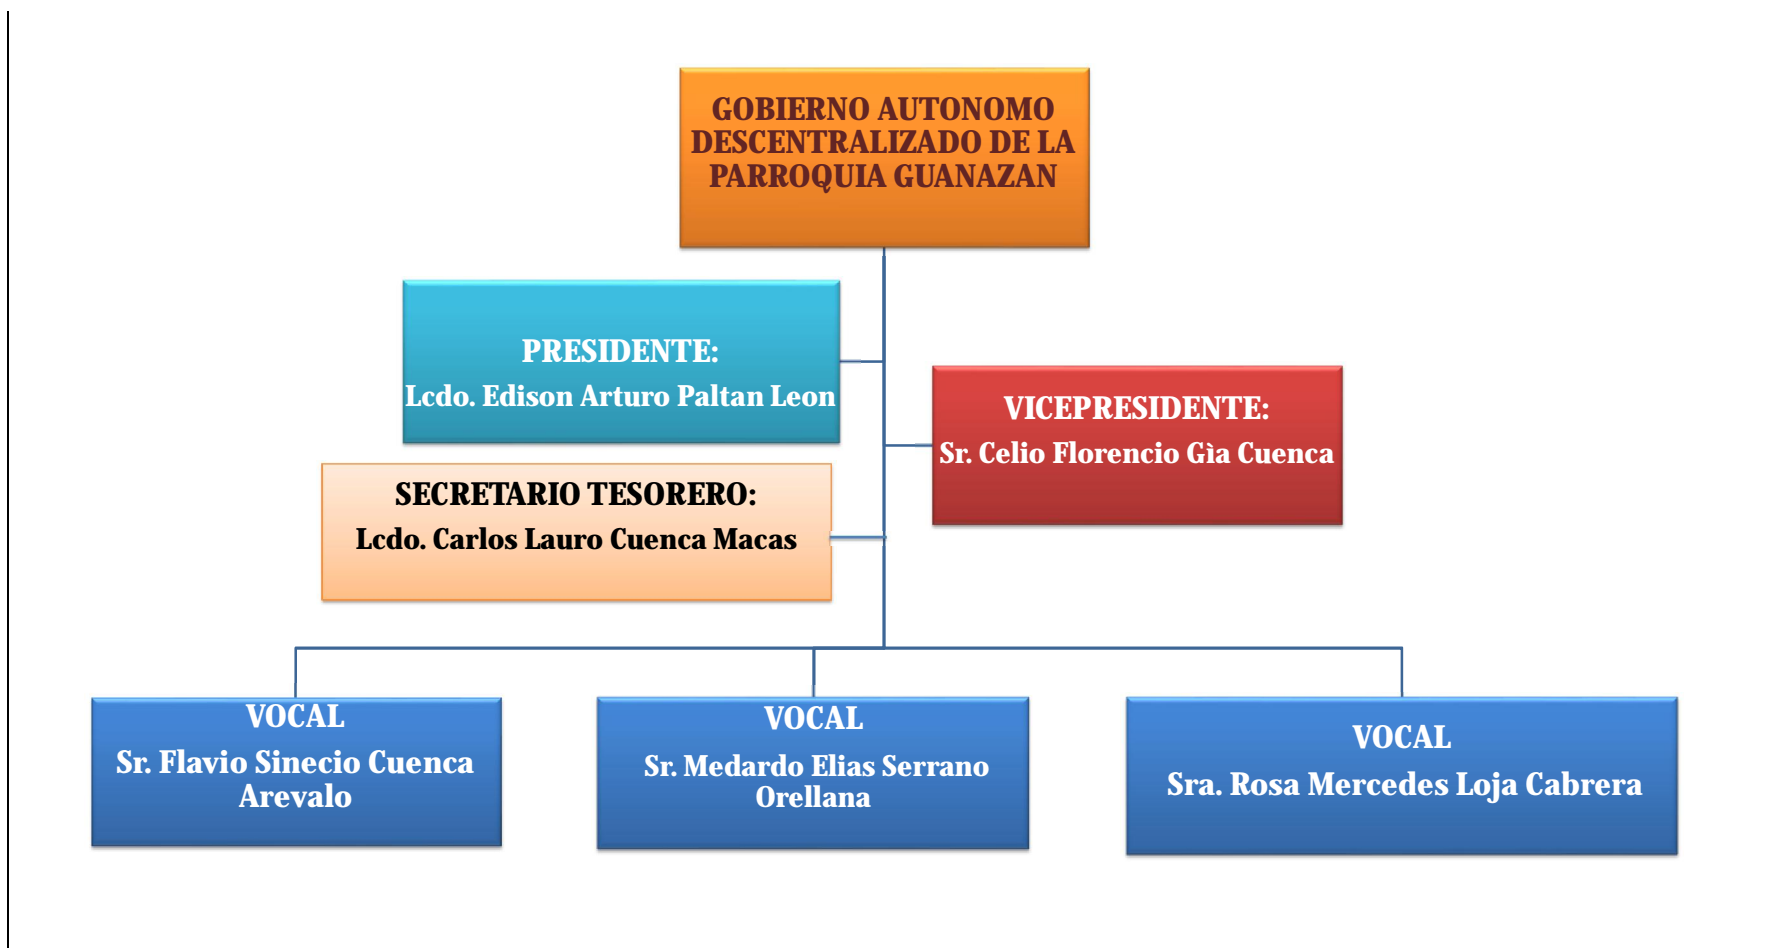 GOBIERNO AUTONOMO
DESCENTRALIZADO DE LA
PARROQUIA GUANAZAN
PRESIDENTE:
Lcdo. Edison Arturo Paltan Leon
VICEPRESIDENTE:
Sr. Celio Florencio Gìa Cuenca
SECRETARIO TESORERO:
Lcdo. Carlos Lauro Cuenca Macas
VOCAL
Sr. Flavio Sinecio Cuenca
Arevalo
VOCAL
Sr. Medardo Elias Serrano
Orellana
VOCAL
Sra. Rosa Mercedes Loja Cabrera